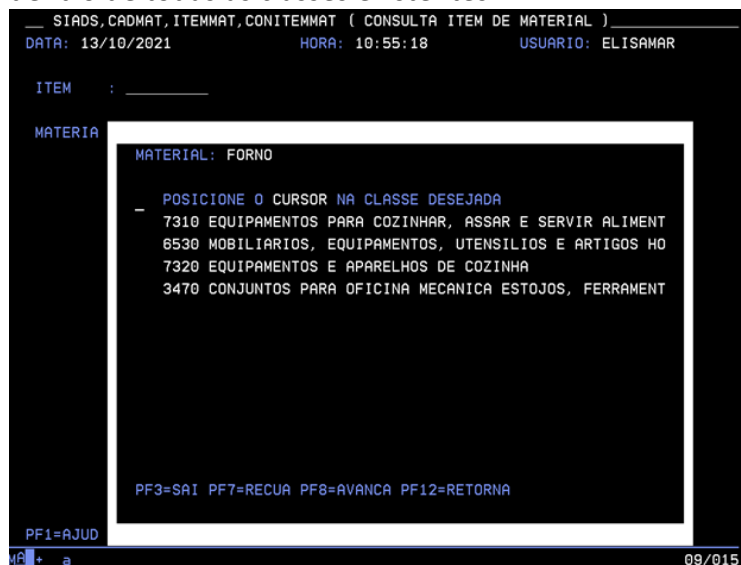 __ SIADS,CADMAT,ITEMMAT,CONITEMMAT ( CONSULTA ITEM DE MATERIAL )__________
DATA: 13/10/2021 HORA: 10:55:18 USUARIO: ELISAMAR
ITEM : _________
MATERIA
MATERIAL: FORNO
_ POSICIONE O CURSOR NA CLASSE DESEJADA
7310 EQUIPAMENTOS PARA COZINHAR, ASSAR E SERVIR ALIMENT
6530 MOBILIARIOS, EQUIPAMENTOS, UTENSILIOS E ARTIGOS HO
7320 EQUIPAMENTOS E APARELHOS DE COZINHA
3470 CONJUNTOS PARA OFICINA MECANICA ESTOJOS, FERRAMENT
PF3=SAI PF7=RECUA PF8=AVANCA PF12=RETORNA
PF1=AJUD
MA + a 09/015